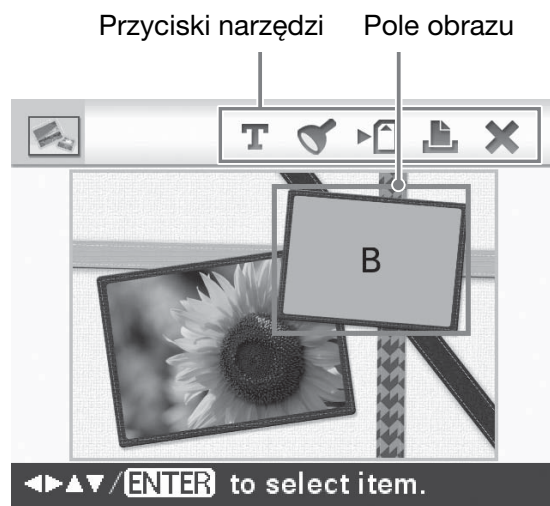 Przyciski narzędzi Pole obrazu
T
B
◄►▲▼/ENTER to select item.